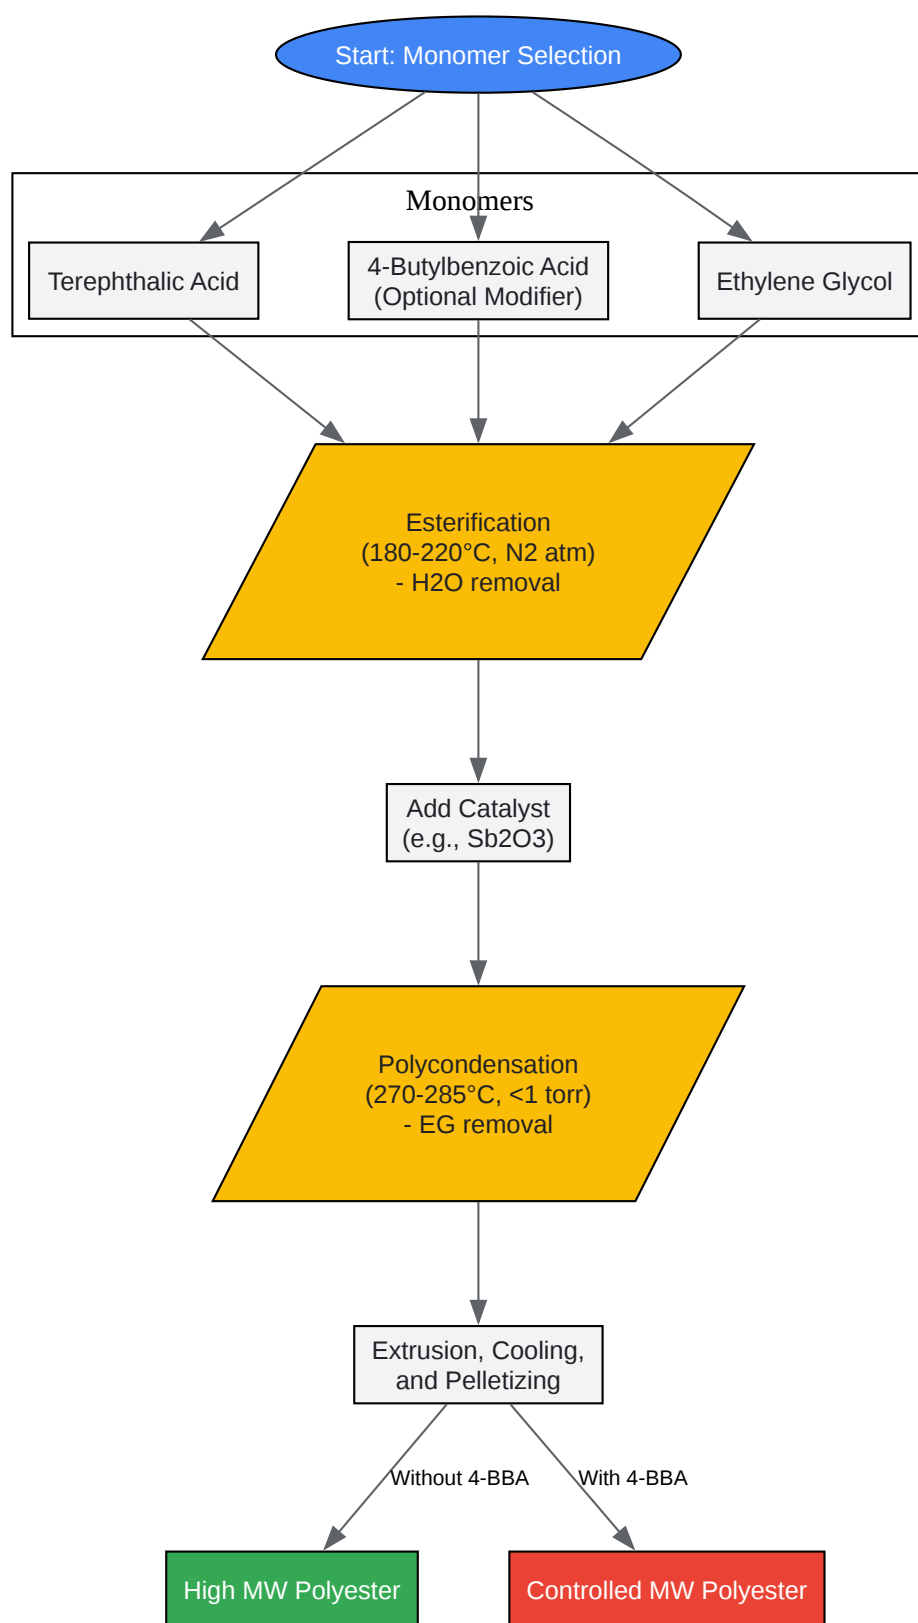 Start: Monomer Selection
Monomers
Terephthalic Acid
4-Butylbenzoic Acid
(Optional Modifier)
Ethylene Glycol
Esterification
(180-220°C, N2 atm)
- H2O removal
Add Catalyst
(e.g., Sb2O3)
Polycondensation
(270-285°C, <1 torr)
- EG removal
Extrusion, Cooling,
and Pelletizing
Without 4-BBA
With 4-BBA
High MW Polyester
Controlled MW Polyester